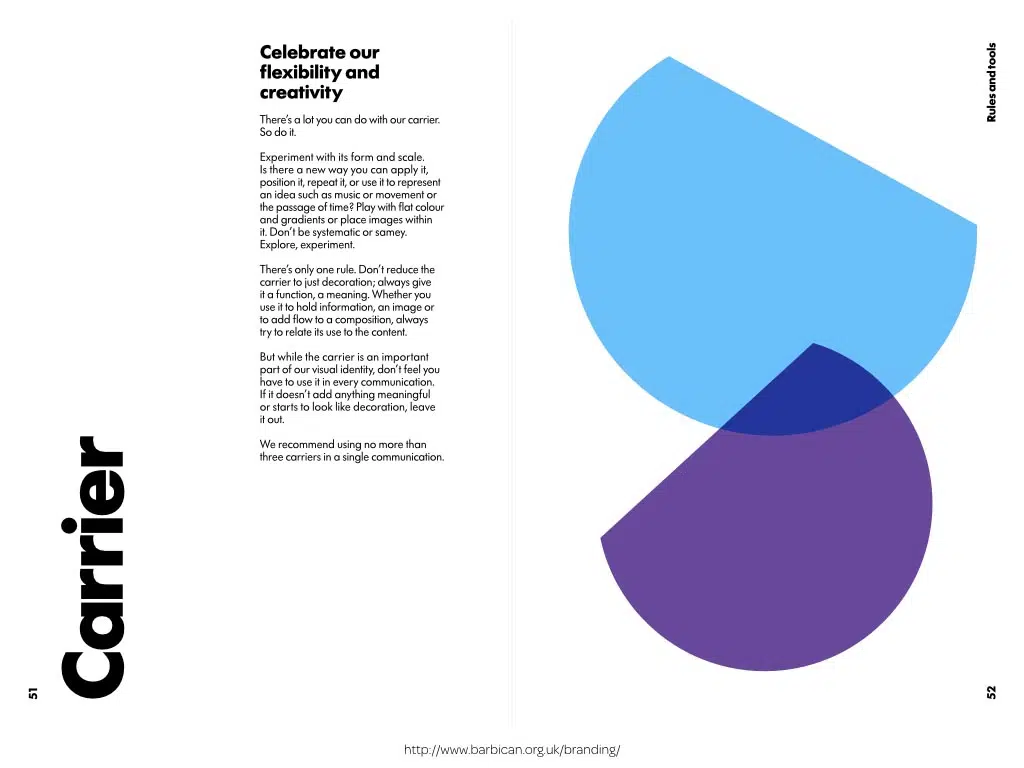 Celebrate our
flexibility and
creativity
There's a lot you can do with our carrier.
So do it.
Experiment with its form and scale.
Is there a new way you can apply it,
position it, repeat it, or use it to represent
an idea such as music or movement or
the passage of time? Play with flat colour
and gradients or place images within
it. Don't be systematic or samey.
Explore, experiment.
There's only one rule. Don't reduce the
carrier to just decoration; always give
it a function, a meaning. Whether you
use it to hold information, an image or
to add flow to a composition, always
try to relate its use to the content.
But while the carrier is an important
part of our visual identity, don't feel you
have to use it in every communication.
If it doesn't add anything meaningful
or starts to look like decoration, leave
it out.
We recommend using no more than
three carriers in a single communication.
Carrier
51
Rules and tools
52
http://www.barbican.org.uk/branding/